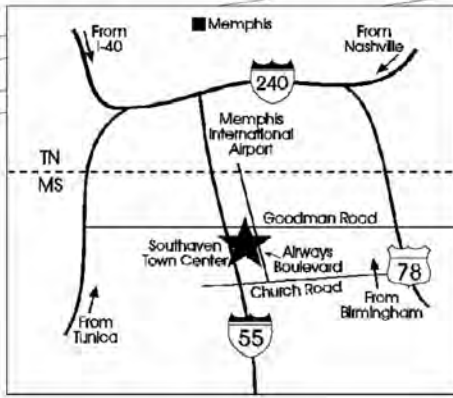 From
I-40
Memphis
From
Nashville
240
Memphis
International
Airport
TN
MS
Goodman Road
Southaven
Town Center
Airways
Boulevard
78
Church Road
From
Tunica
From
Birmingham
55